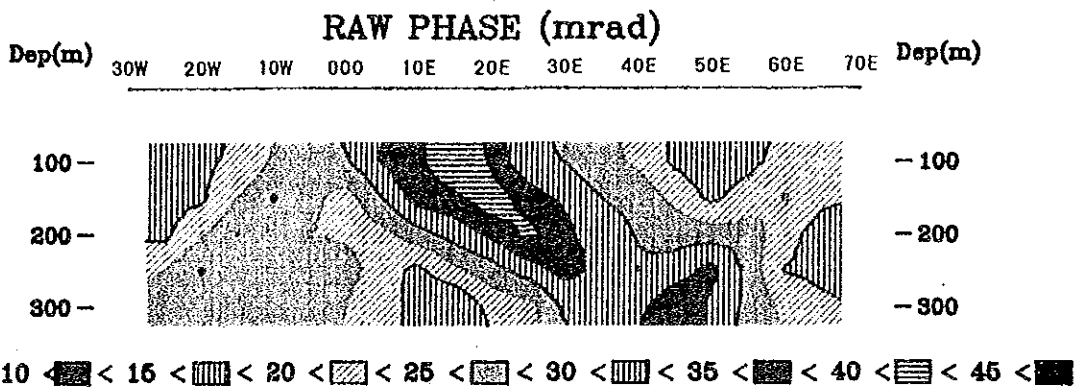 RAW PHASE (mrad)
Dep(m) 30W 20W 10W 000 10E 20E 30E 40E 50E 60E 70E Dep(m)
100 – – 100
200 – – 200
300 – – 300
10 < < 15 < < 20 < < 25 < < 30 < < 35 < < 40 < < 45 <